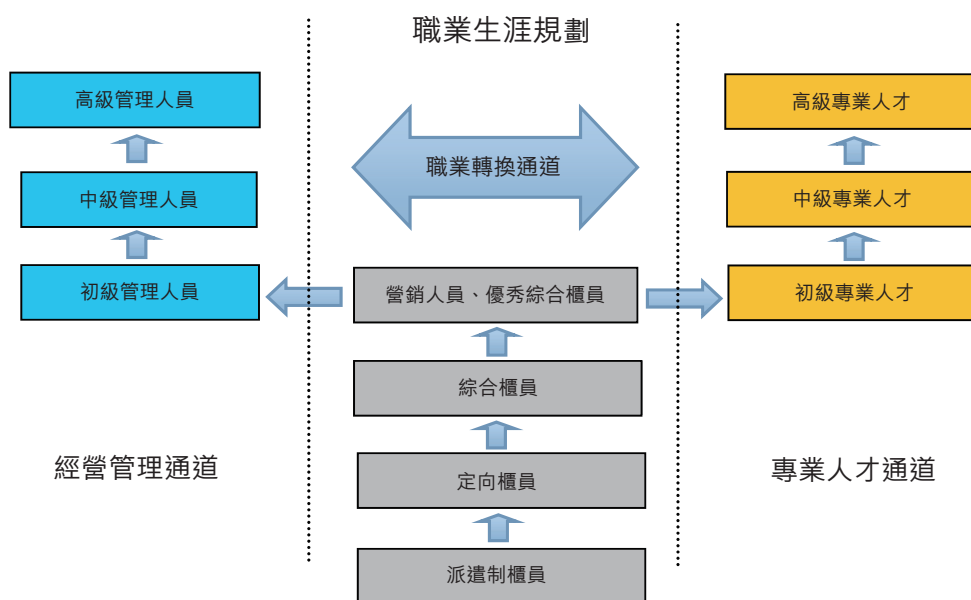 職業生涯規劃
高級管理人員
高級專業人才
職業轉換通道
中級管理人員
中級專業人才
初級管理人員
營銷人員、優秀綜合櫃員
初級專業人才
綜合櫃員
經營管理通道
定向櫃員
專業人才通道
派遣制櫃員